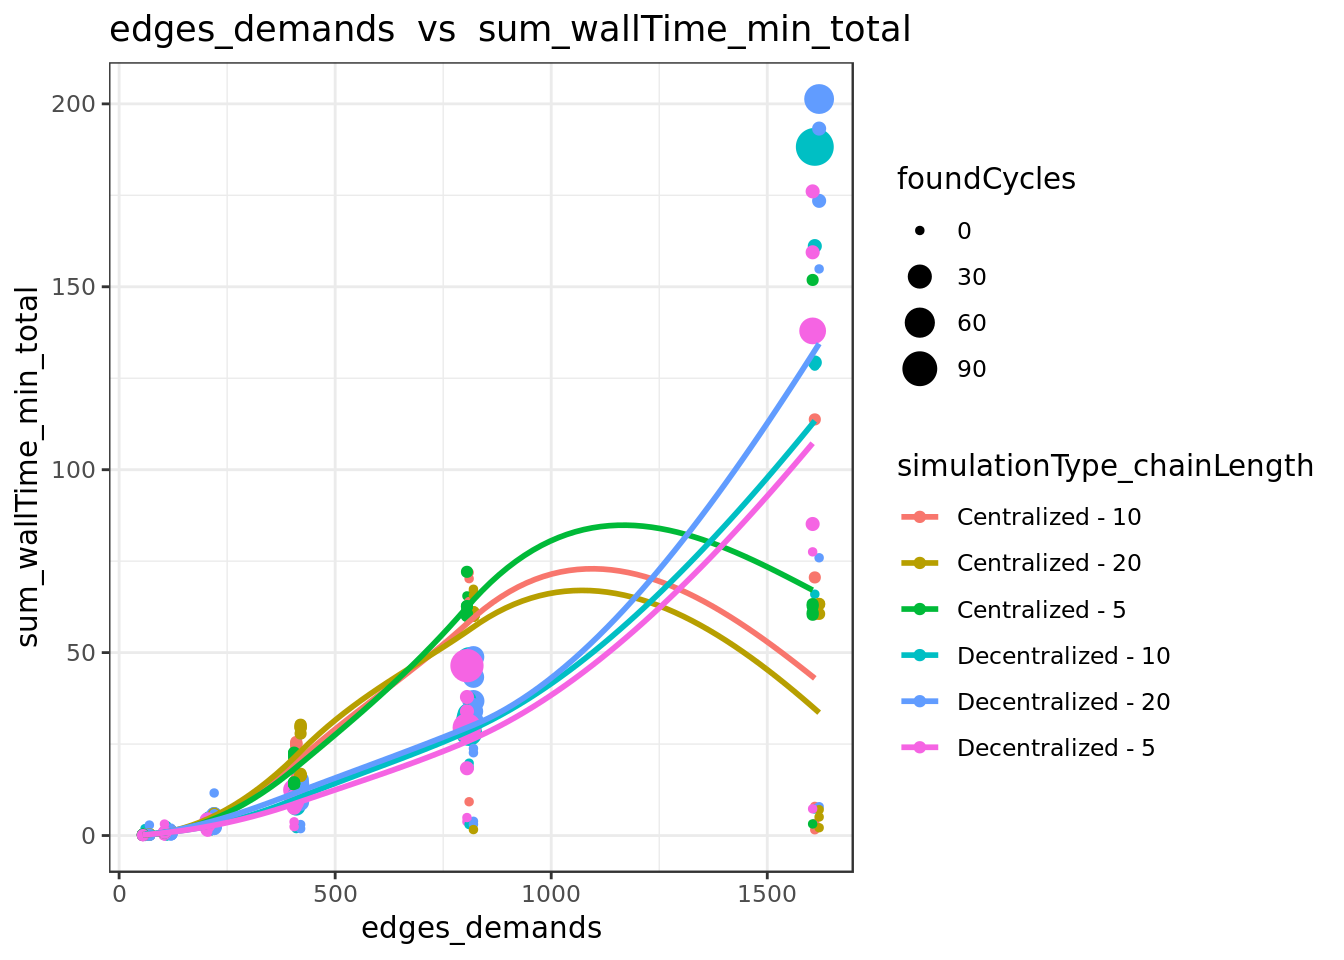 edges_demands vs sum_wallTime_min_total
sum_wallTime_min_total
200
150
100
50
0
0 500 1000 1500
edges_demands
foundCycles
0
30
60
90
simulationType_chainLength
Centralized - 10
Centralized - 20
Centralized - 5
Decentralized - 10
Decentralized - 20
Decentralized - 5